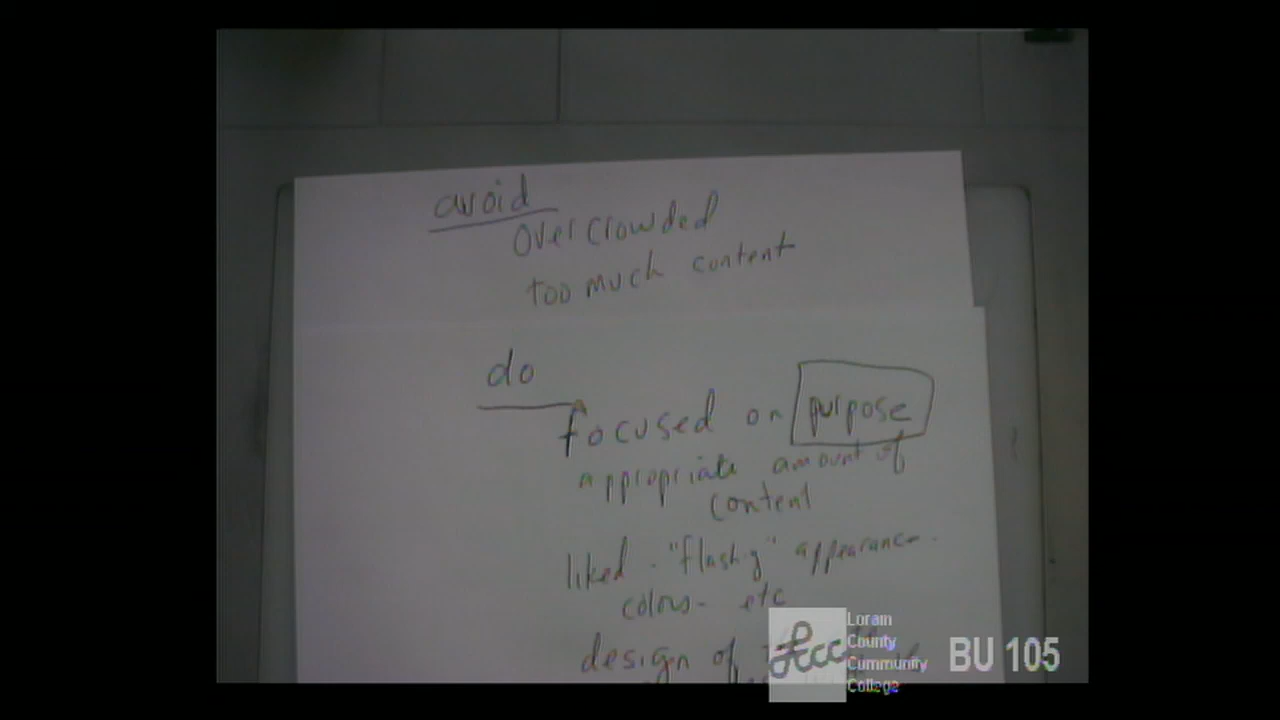 avoid
overcrowded
too much content
do
focused on purpose
appropriate amount of
content
liked "flashy" appearance.
colors- etc
design of
Lcc
Lorain
County
Community
College
BU 105